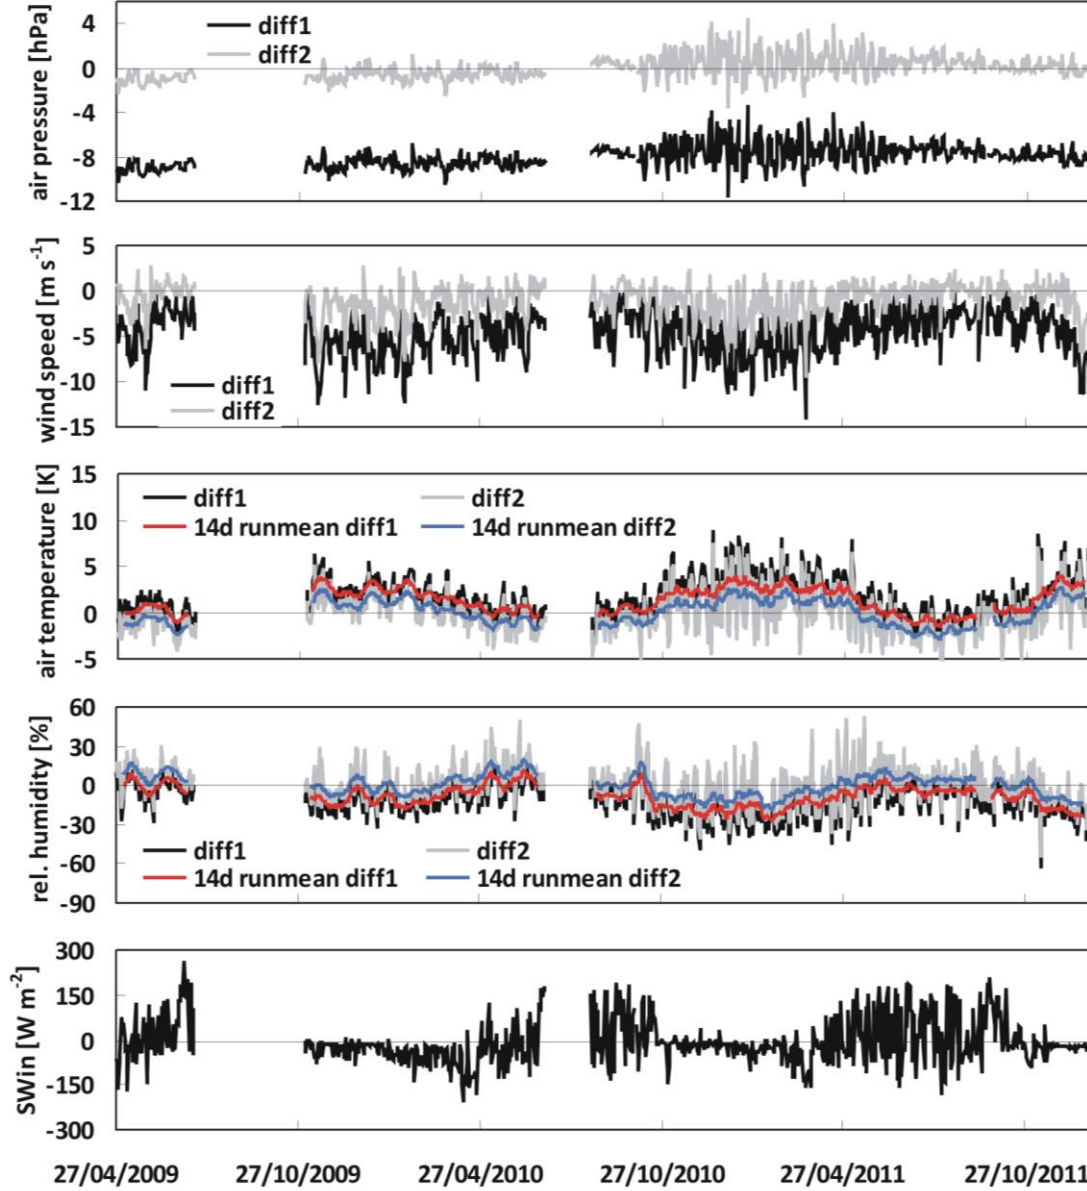 air pressure [hPa]
4
0
-4
-8
-12
diff1
diff2
wind speed [m s-1]
5
0
-5
-10
-15
diff1
diff2
air temperature [K]
15
10
5
0
-5
diff1 diff2
14d runmean diff1 14d runmean diff2
rel. humidity [%]
60
30
0
-30
-60
-90
diff1 diff2
14d runmean diff1 14d runmean diff2
SWin [W m-2]
300
150
0
-150
-300
27/04/2009 27/10/2009 27/04/2010 27/10/2010 27/04/2011 27/10/2011